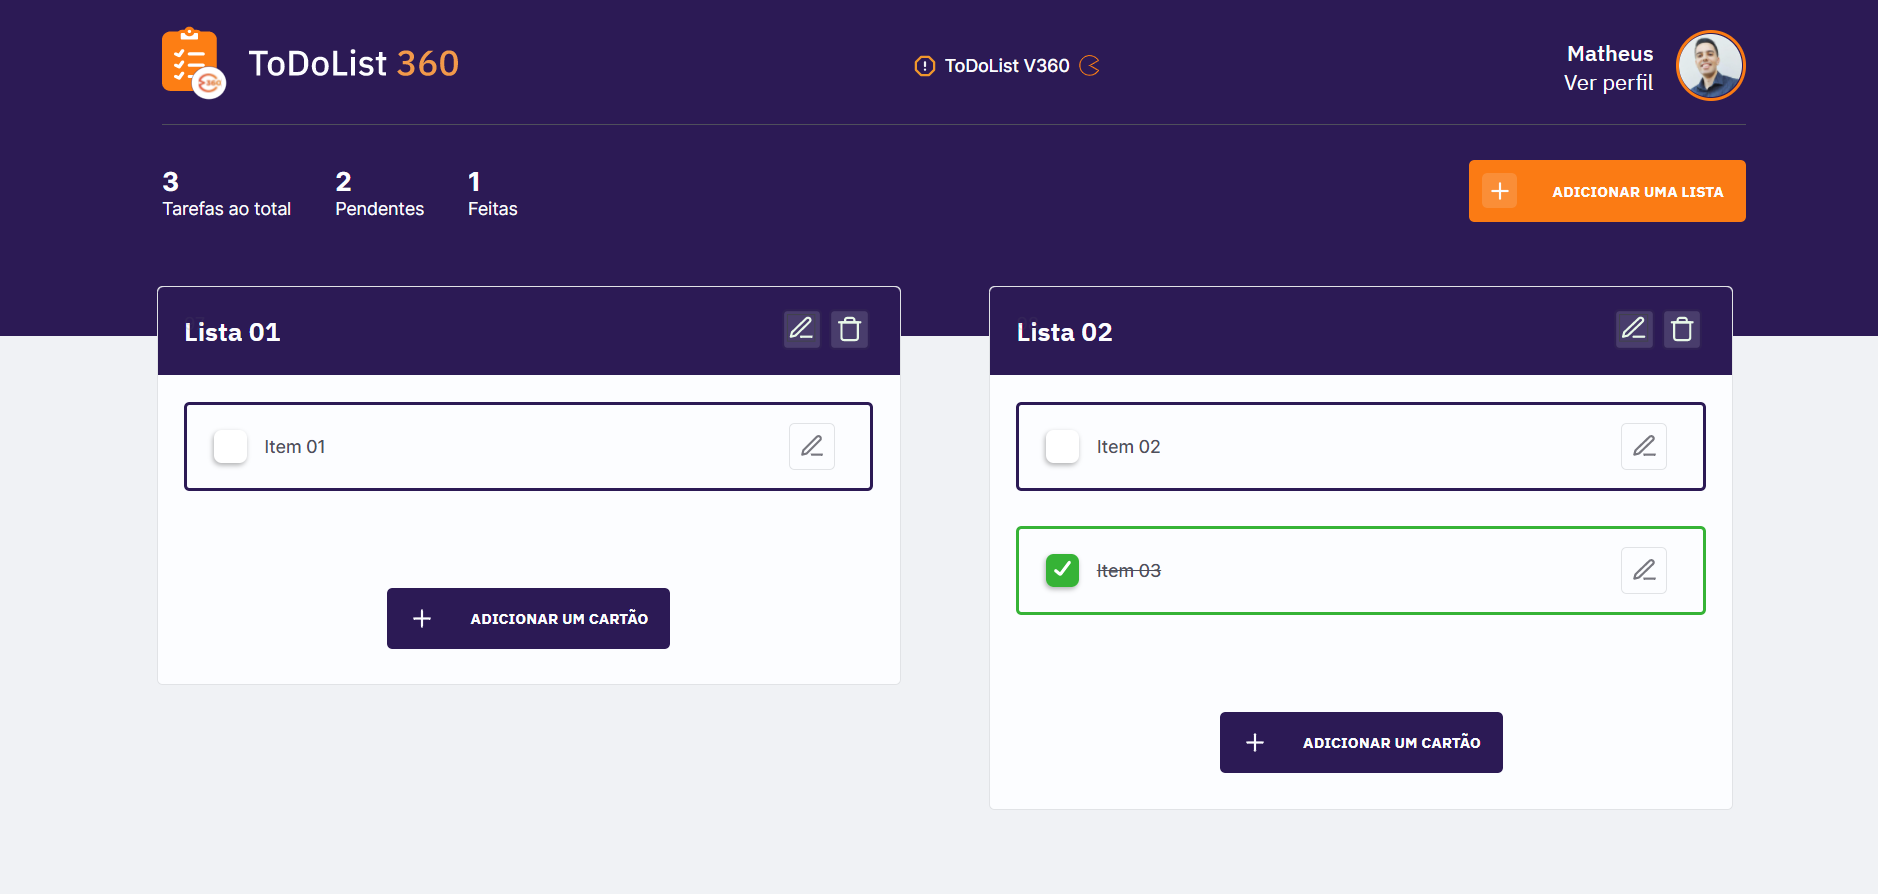 360
ToDoList 360
ToDoList V360
Matheus
Ver perfil
3
Tarefas ao total
2
Pendentes
1
Feitas
ADICIONAR UMA LISTA
Lista 01
Item 01
ADICIONAR UM CARTÃO
Lista 02
Item 02
Item 03
ADICIONAR UM CARTÃO